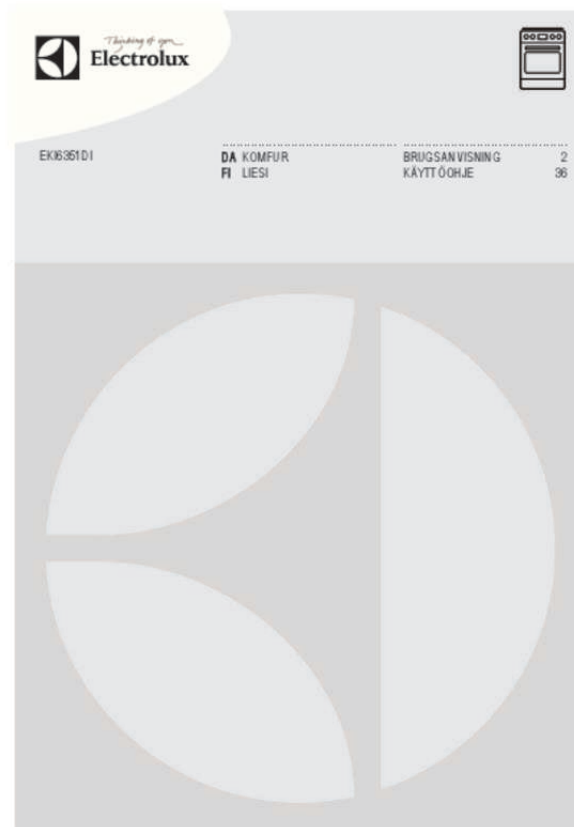 Thinking of you
Electrolux
EKI6351DI
DA KOMFUR BRUGSANVISNING 2
FI LIESI KÄYTTÖOHJE 36